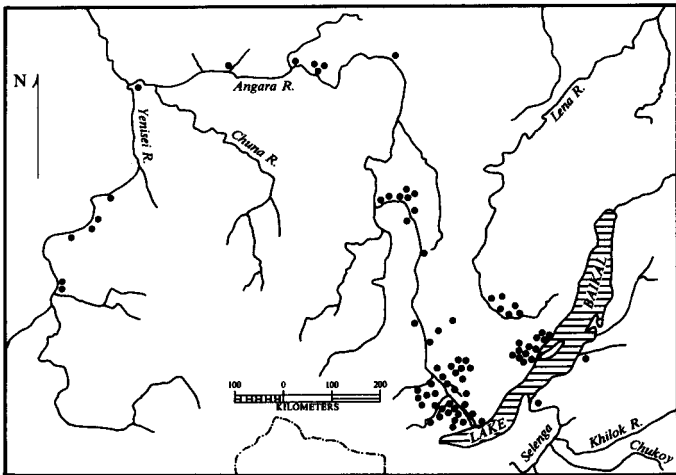 N
Angara R.
Yenisei R.
Chuna R.
Lena R.
BAIKAL
100 0 100 200
KILOMETERS
LAKE
Selenga
Khilok R.
Chukoy